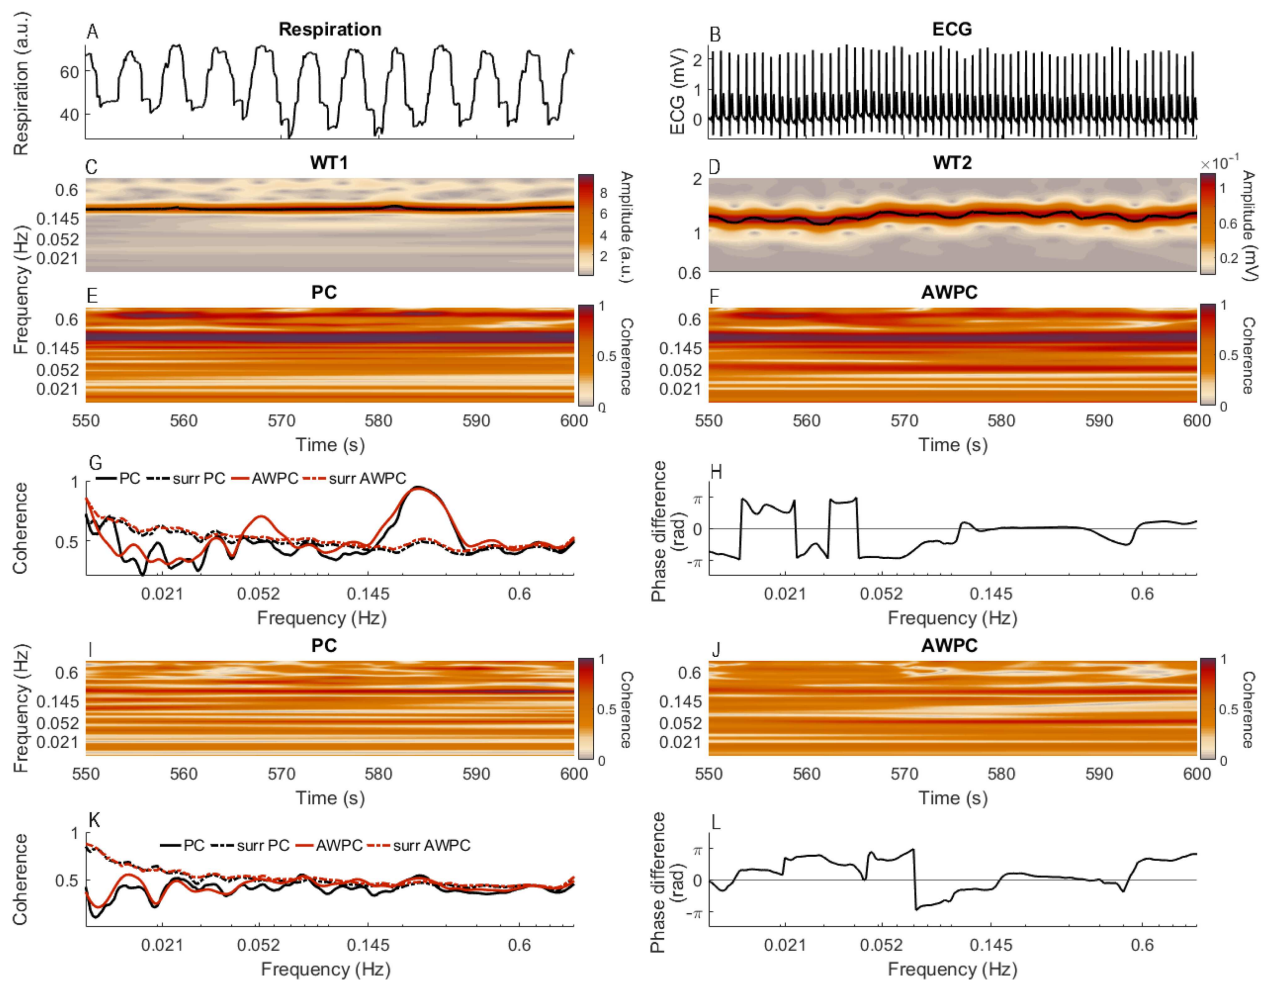 A Respiration
Respiration (a.u.)
60
40
B ECG
ECG (mV)
2
1
0
C WT1
Frequency (Hz)
0.6
0.145
0.052
0.021
8
6
4
2
Amplitude (a.u.)
D WT2
2
1
0.6
×10⁻¹
1
0.6
0.2
Amplitude (mV)
E PC
0.6
0.145
0.052
0.021
1
0.5
0
Coherence
550 560 570 580 590 600
Time (s)
F AWPC
0.6
0.145
0.052
0.021
1
0.5
0
Coherence
550 560 570 580 590 600
Time (s)
G
PC surr PC AWPC surr AWPC
Coherence
1
0.5
0.021 0.052 0.145 0.6
Frequency (Hz)
H
Phase difference
(rad)
π
0
-π
0.021 0.052 0.145 0.6
Frequency (Hz)
I PC
Frequency (Hz)
0.6
0.145
0.052
0.021
1
0.5
0
Coherence
550 560 570 580 590 600
Time (s)
J AWPC
0.6
0.145
0.052
0.021
1
0.5
0
Coherence
550 560 570 580 590 600
Time (s)
K
PC surr PC AWPC surr AWPC
Coherence
1
0.5
0.021 0.052 0.145 0.6
Frequency (Hz)
L
Phase difference
(rad)
π
0
-π
0.021 0.052 0.145 0.6
Frequency (Hz)